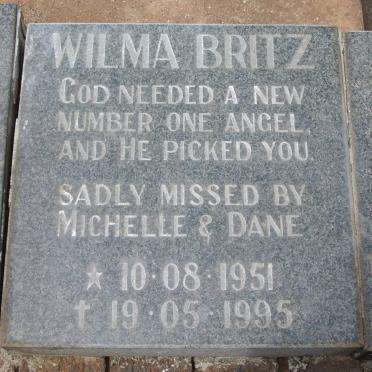 WILMA BRITZ
GOD NEEDED A NEW
NUMBER ONE ANGEL,
AND HE PICKED YOU.
SADLY MISSED BY
MICHELLE & DANE
☆ 10·08·1951
† 19·05·1995